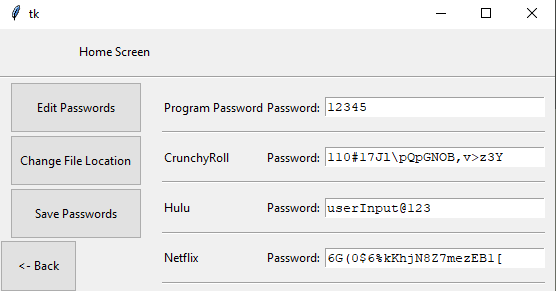 tk
Home Screen
Edit Passwords
Change File Location
Save Passwords
<- Back
Program Password Password: 12345
CrunchyRoll Password: 110#17Jl\pQpGNOB,v>z3Y
Hulu Password: userInput@123
Netflix Password: 6G(0$6%kKhjN8Z7mezEB1[